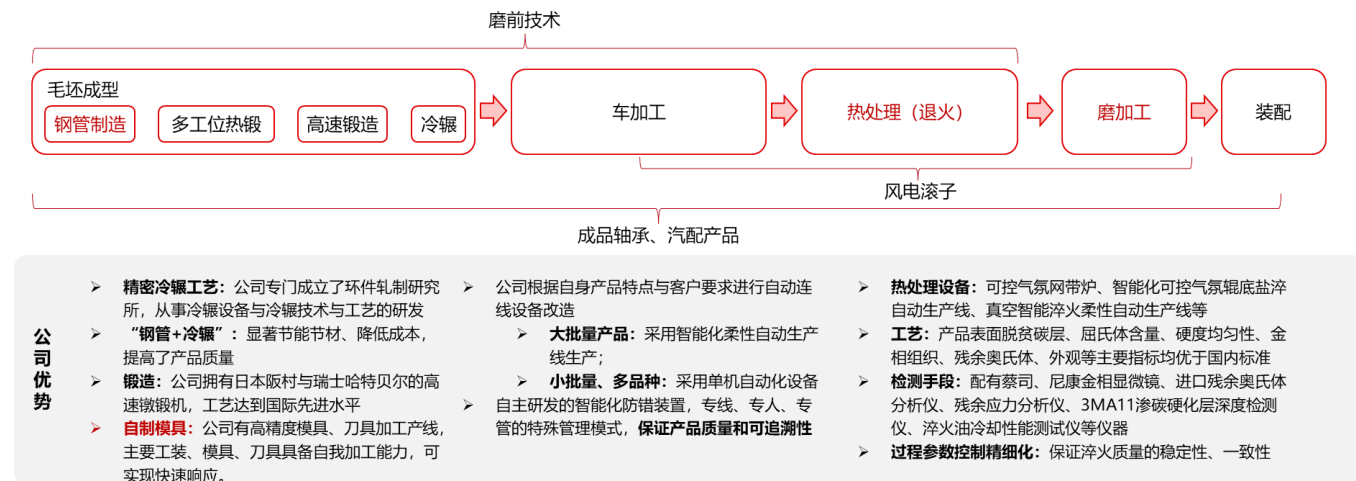 磨前技术
毛坯成型
钢管制造
多工位热锻
高速锻造
冷辗
车加工
热处理（退火）
磨加工
装配
风电滚子
成品轴承、汽配产品
公司优势
➢ 精密冷辗工艺：公司专门成立了环件轧制研究
所，从事冷辗设备与冷辗技术与工艺的研发
➢ “钢管+冷辗”：显著节能节材、降低成本，
提高了产品质量
➢ 锻造：公司拥有日本阪村与瑞士哈特贝尔的高
速镦锻机，工艺达到国际先进水平
➢ 自制模具：公司有高精度模具、刀具加工产线，
主要工装、模具、刀具具备自我加工能力，可
实现快速响应。
➢ 公司根据自身产品特点与客户要求进行自动连
线设备改造
➢ 大批量产品：采用智能化柔性自动生产
线生产；
➢ 小批量、多品种：采用单机自动化设备
➢ 自主研发的智能化防错装置，专线、专人、专
管的特殊管理模式，保证产品质量和可追溯性
➢ 热处理设备：可控气氛网带炉、智能化可控气氛辊底盐淬
自动生产线、真空智能淬火柔性自动生产线等
➢ 工艺：产品表面脱贫碳层、屈氏体含量、硬度均匀性、金
相组织、残余奥氏体、外观等主要指标均优于国内标准
➢ 检测手段：配有蔡司、尼康金相显微镜、进口残余奥氏体
分析仪、残余应力分析仪、3MA11渗碳硬化层深度检测
仪、淬火油冷却性能测试仪等仪器
➢ 过程参数控制精细化：保证淬火质量的稳定性、一致性